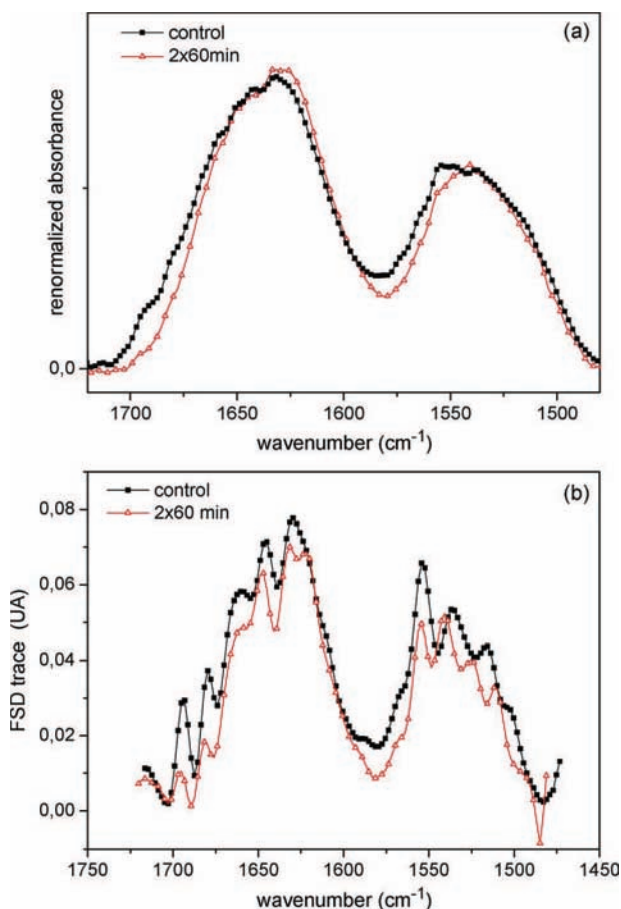 (a)
control
2x60min
renormalized absorbance
0,0
1700 1650 1600 1550 1500
wavenumber (cm⁻¹)
(b)
control
2x60 min
FSD trace (UA)
0,08
0,06
0,04
0,02
0,00
1750 1700 1650 1600 1550 1500 1450
wavenumber (cm⁻¹)